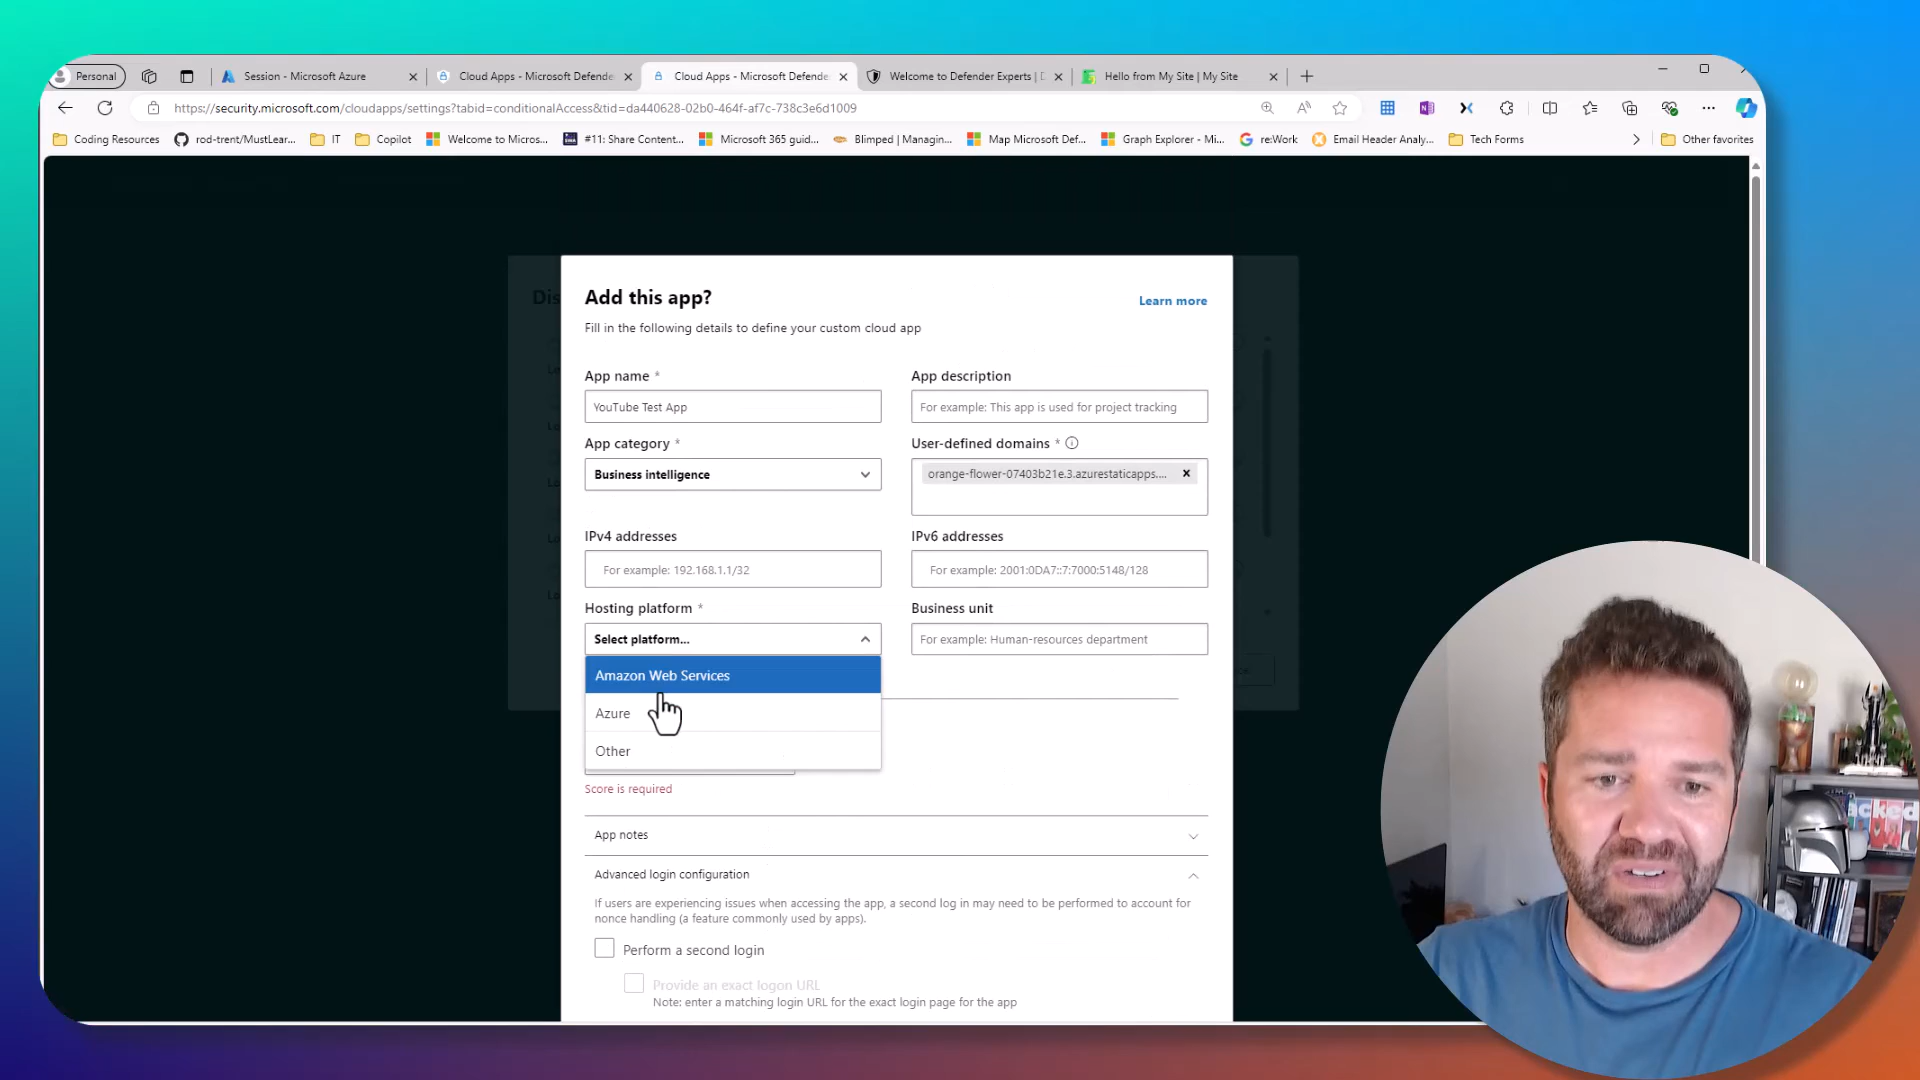 Personal
Session - Microsoft Azure
Cloud Apps - Microsoft Defende
Cloud Apps - Microsoft Defende
Welcome to Defender Experts | D
Hello from My Site | My Site
https://security.microsoft.com/cloudapps/settings?tabid=conditionalAccess&tid=da440628-02b0-464f-af7c-738c3e6d1009
Coding Resources
rod-trent/MustLear...
IT
Copilot
Welcome to Micros...
#11: Share Content...
Microsoft 365 guid...
Blimped | Managin...
Map Microsoft Def...
Graph Explorer - Mi...
re:Work
Email Header Analy...
Tech Forms
Other favorites
Dis
Add this app?
Learn more
Fill in the following details to define your custom cloud app
App name *
App description
YouTube Test App
For example: This app is used for project tracking
App category *
User-defined domains *
Business intelligence
orange-flower-07403b21e.3.azurestaticapps....
IPv4 addresses
IPv6 addresses
For example: 192.168.1.1/32
For example: 2001:0DA7::7:7000:5148/128
Hosting platform *
Business unit
Select platform...
For example: Human-resources department
Amazon Web Services
Azure
Other
Score is required
App notes
Advanced login configuration
If users are experiencing issues when accessing the app, a second log in may need to be performed to account for
nonce handling (a feature commonly used by apps).
Perform a second login
Provide an exact logon URL
Note: enter a matching login URL for the exact login page for the app